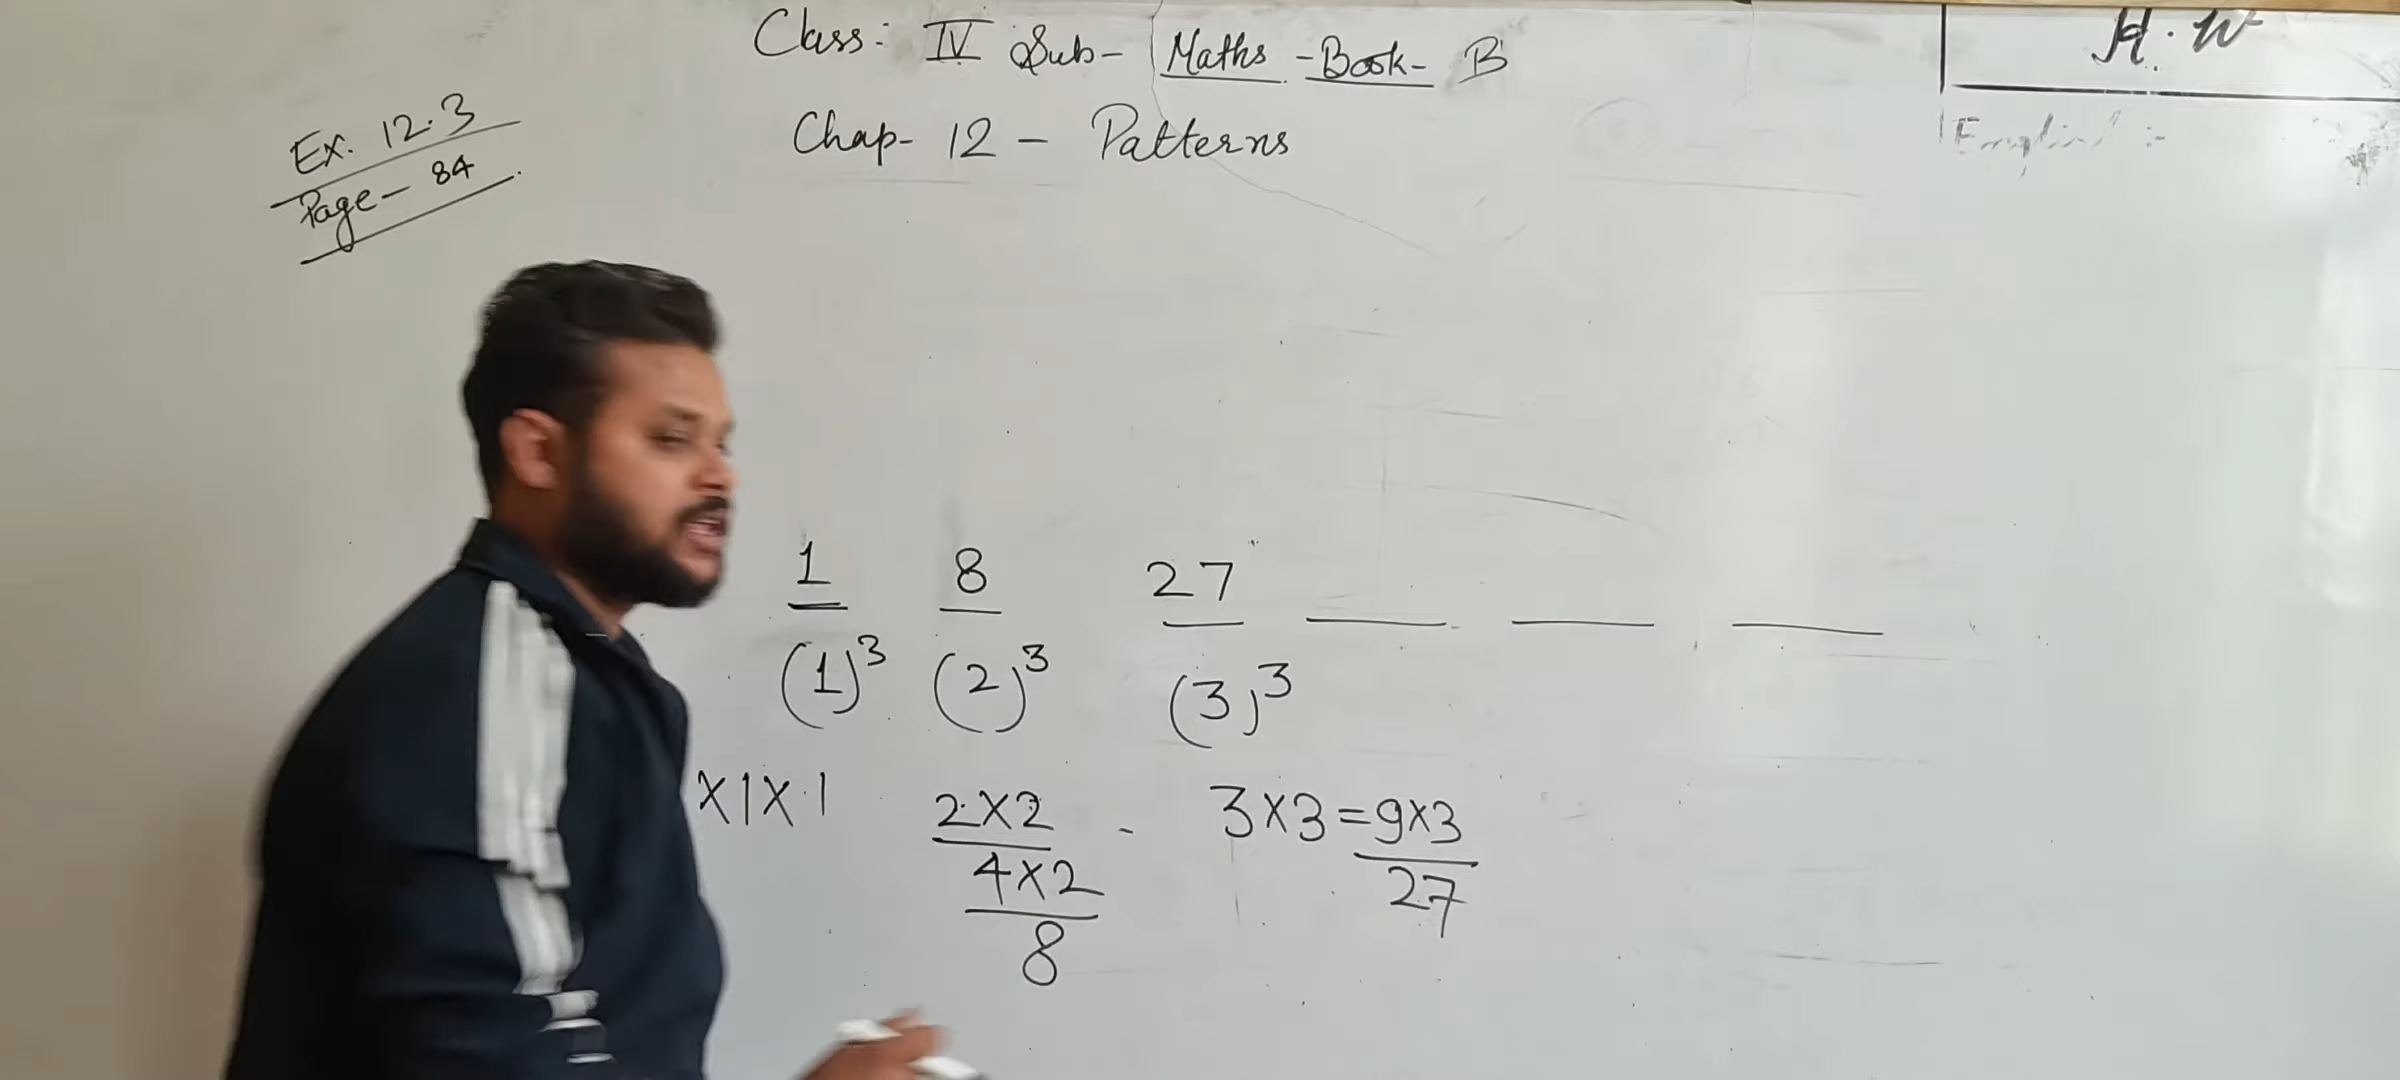 Class: IV Sub- Maths - Book- B
H.W
Ex. 12.3
Page- 84
Chap- 12 - Patterns
1 8 27
(1)³ (2)³ (3)³
X1X1 2X2 3X3=9X3
4X2 27
8